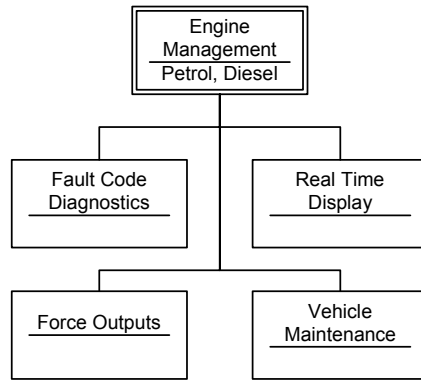 Engine
Management
Petrol, Diesel
Fault Code
Diagnostics
Real Time
Display
Force Outputs
Vehicle
Maintenance